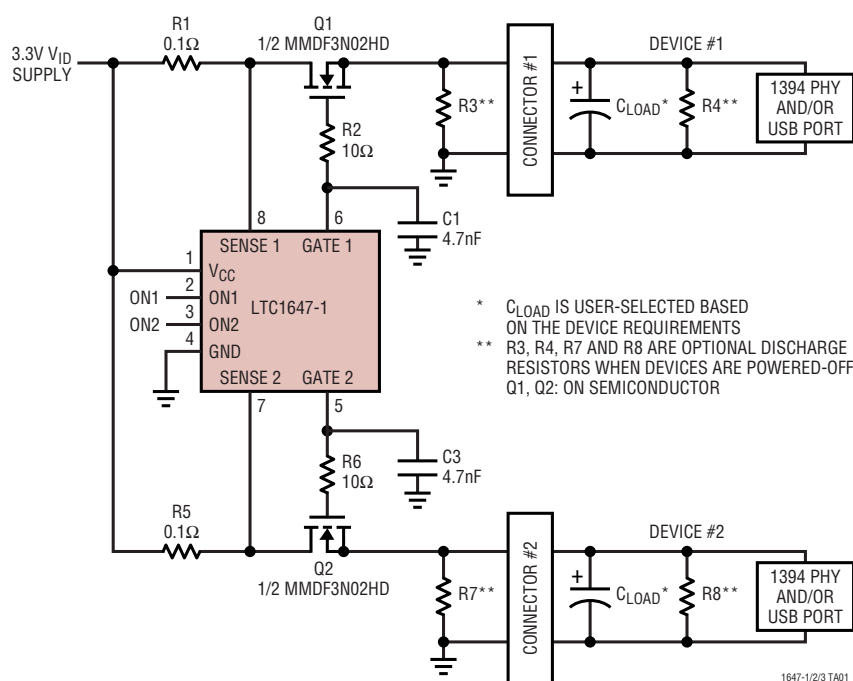 R1
0.1Ω
Q1
1/2 MMDF3N02HD
3.3V VID
SUPPLY
R2
10Ω
R3**
CONNECTOR #1
DEVICE #1
+
CLOAD*
R4**
1394 PHY
AND/OR
USB PORT
8
6
C1
4.7nF
SENSE 1 GATE 1
1
VCC
2
ON1
ON1
3
ON2
ON2
4
GND
LTC1647-1
SENSE 2 GATE 2
7
5
* CLOAD IS USER-SELECTED BASED
ON THE DEVICE REQUIREMENTS
** R3, R4, R7 AND R8 ARE OPTIONAL DISCHARGE
RESISTORS WHEN DEVICES ARE POWERED-OFF
Q1, Q2: ON SEMICONDUCTOR
R6
10Ω
C3
4.7nF
R5
0.1Ω
Q2
1/2 MMDF3N02HD
R7**
CONNECTOR #2
DEVICE #2
+
CLOAD*
R8**
1394 PHY
AND/OR
USB PORT
1647-1/2/3 TA01